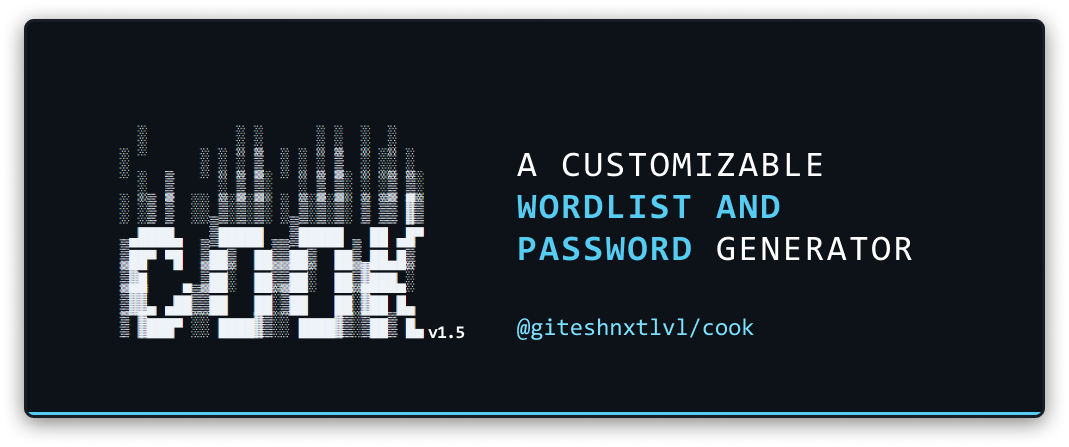 COOK
v1.5
A CUSTOMIZABLE
WORDLIST AND
PASSWORD GENERATOR
@giteshnxtlvl/cook